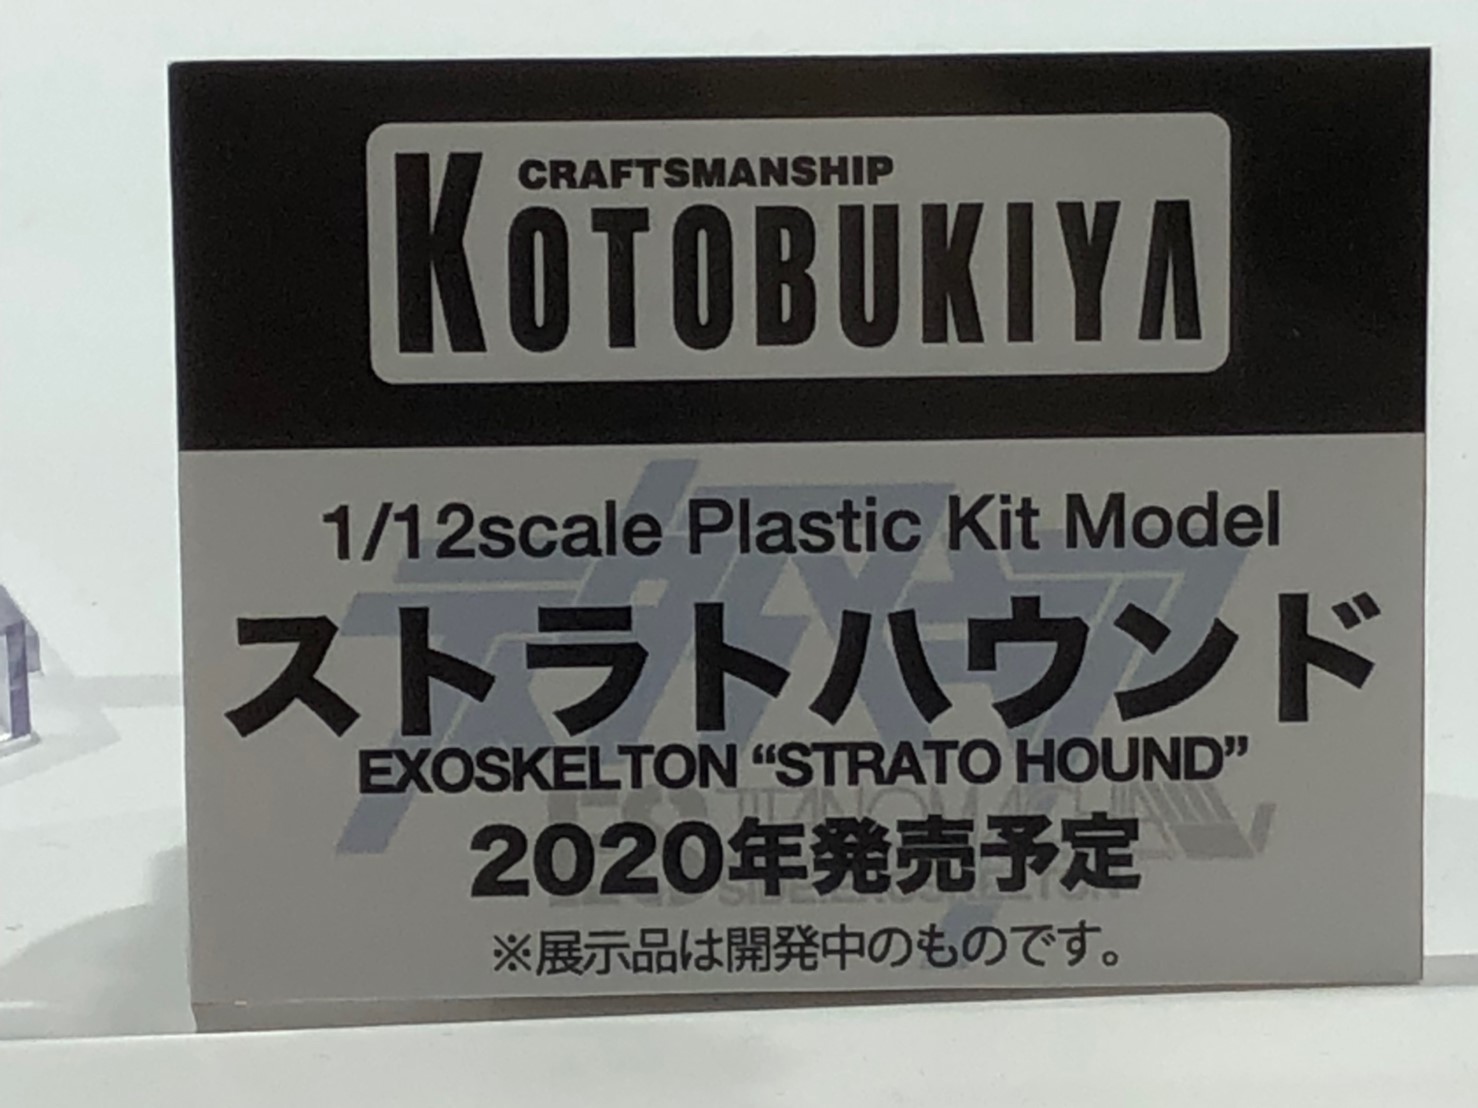 CRAFTSMANSHIP
KOTOBUKIYA
1/12scale Plastic Kit Model
ストラトハウンド
EXOSKELTON “STRATO HOUND”
2020年発売予定
※展示品は開発中のものです。